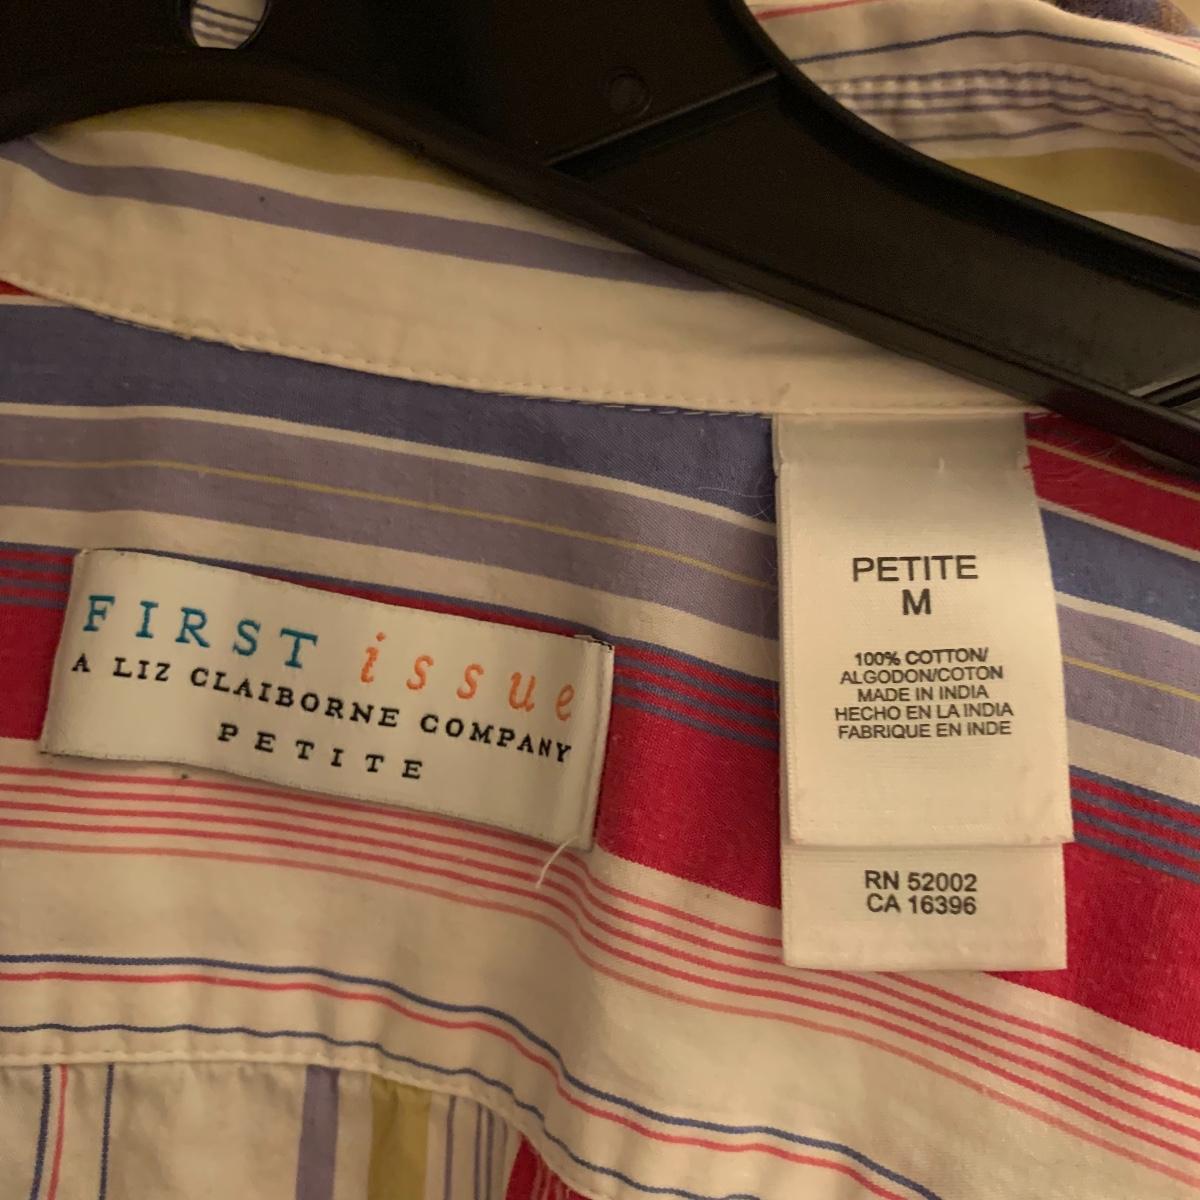 FIRST issue
A LIZ CLAIBORNE COMPANY
PETITE
PETITE
M
100% COTTON/
ALGODON/COTON
MADE IN INDIA
HECHO EN LA INDIA
FABRIQUE EN INDE
RN 52002
CA 16396